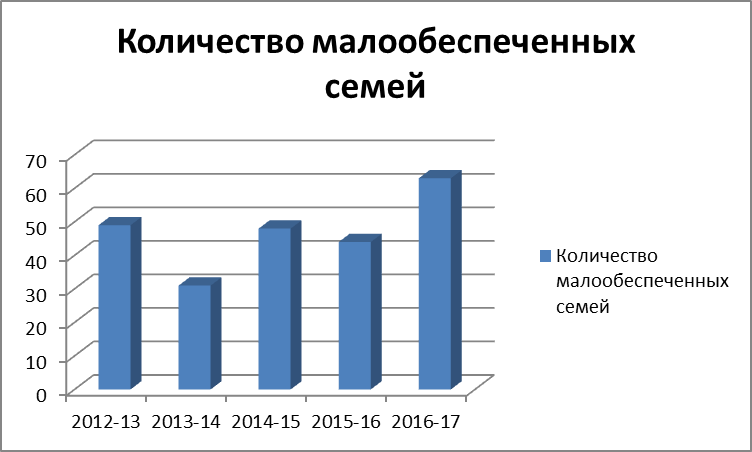 Количество малообеспеченных
семей
70
60
50
40
30
20
10
0
2012-13 2013-14 2014-15 2015-16 2016-17
Количество
малообеспеченных
семей